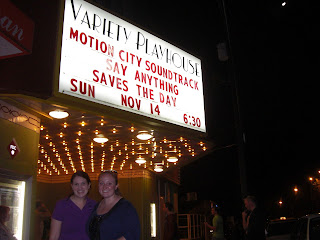 VARIETY PLAYHOUSE
MOTION CITY SOUNDTRACK
SAY ANYTHING
SAVES THE DAY
SUN NOV 14 6:30